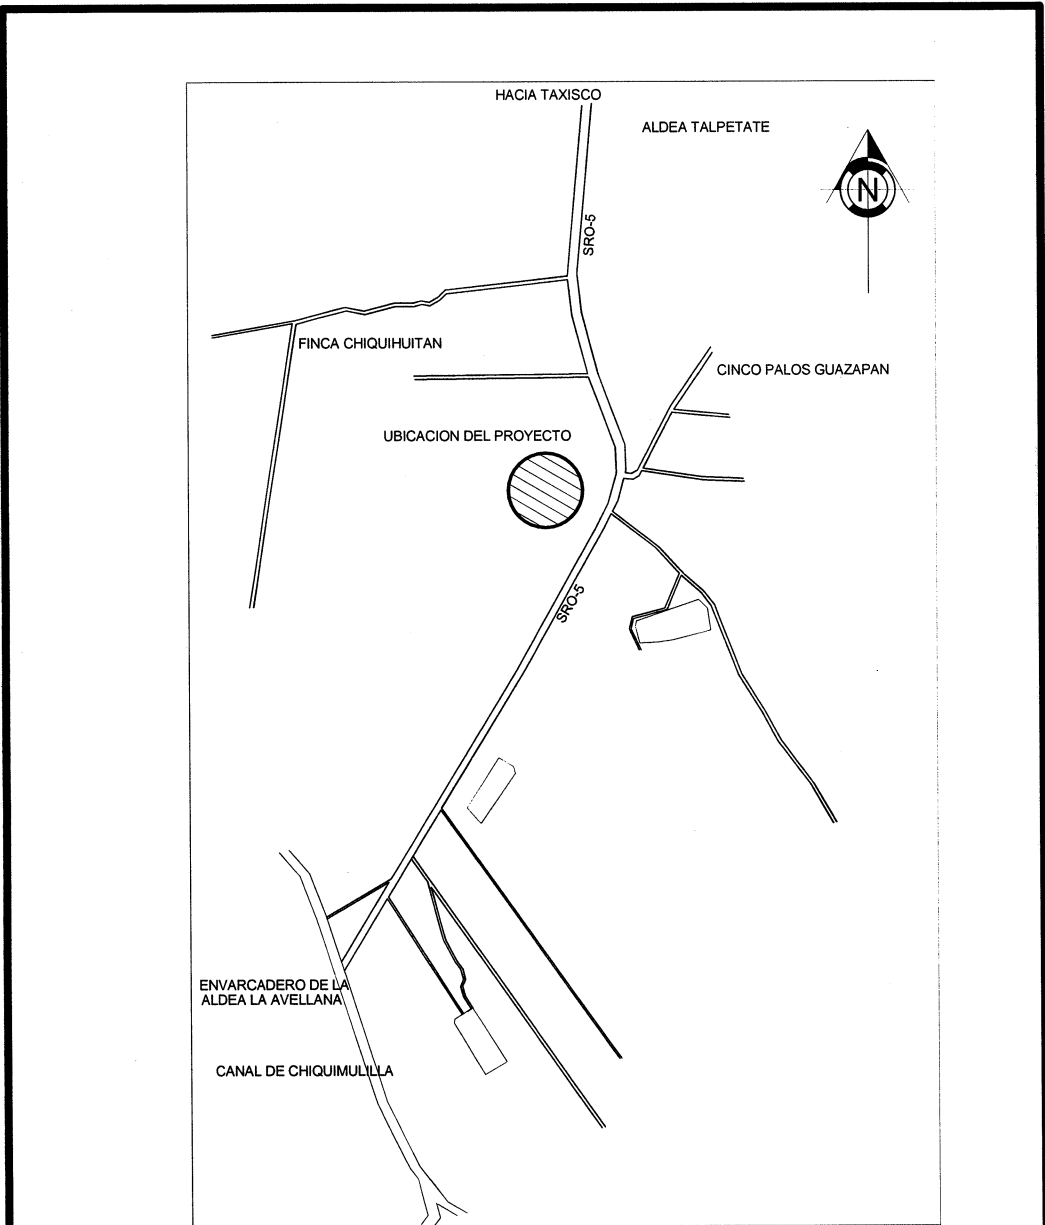 HACIA TAXISCO
ALDEA TALPETATE
N
SRO-5
FINCA CHIQUIHUITAN
CINCO PALOS GUAZAPAN
UBICACION DEL PROYECTO
SRO-5
ENVARCADERO DE LA
ALDEA LA AVELLANA
CANAL DE CHIQUIMULILLA